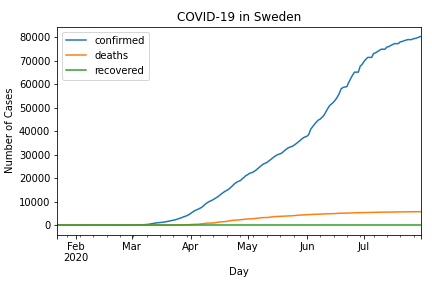 COVID-19 in Sweden
confirmed
deaths
recovered
80000
70000
60000
50000
40000
30000
20000
10000
0
Number of Cases
Feb
2020
Mar
Apr
May
Jun
Jul
Day